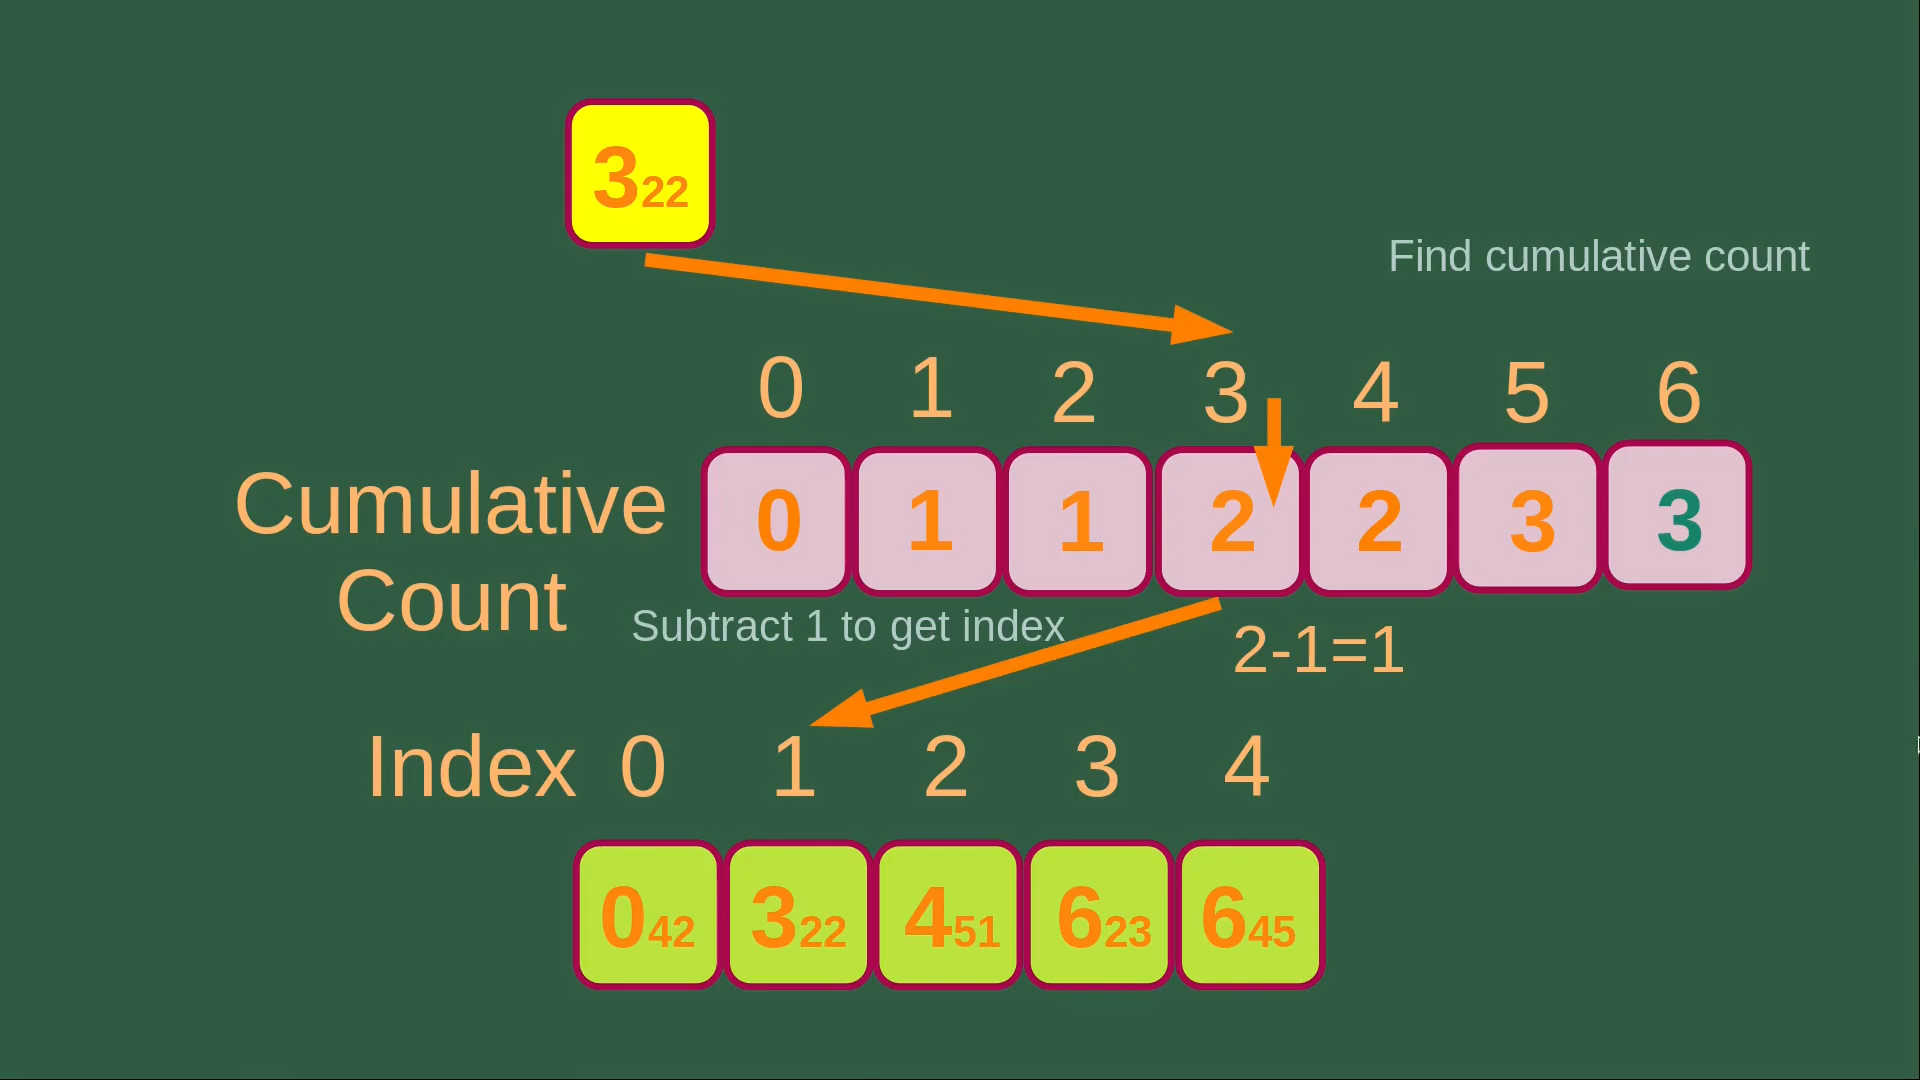 322
Find cumulative count
0 1 2 3 4 5 6
Cumulative
Count
0 1 1 2 2 3 3
Subtract 1 to get index
2-1=1
Index 0 1 2 3 4
042 322 451 623 645